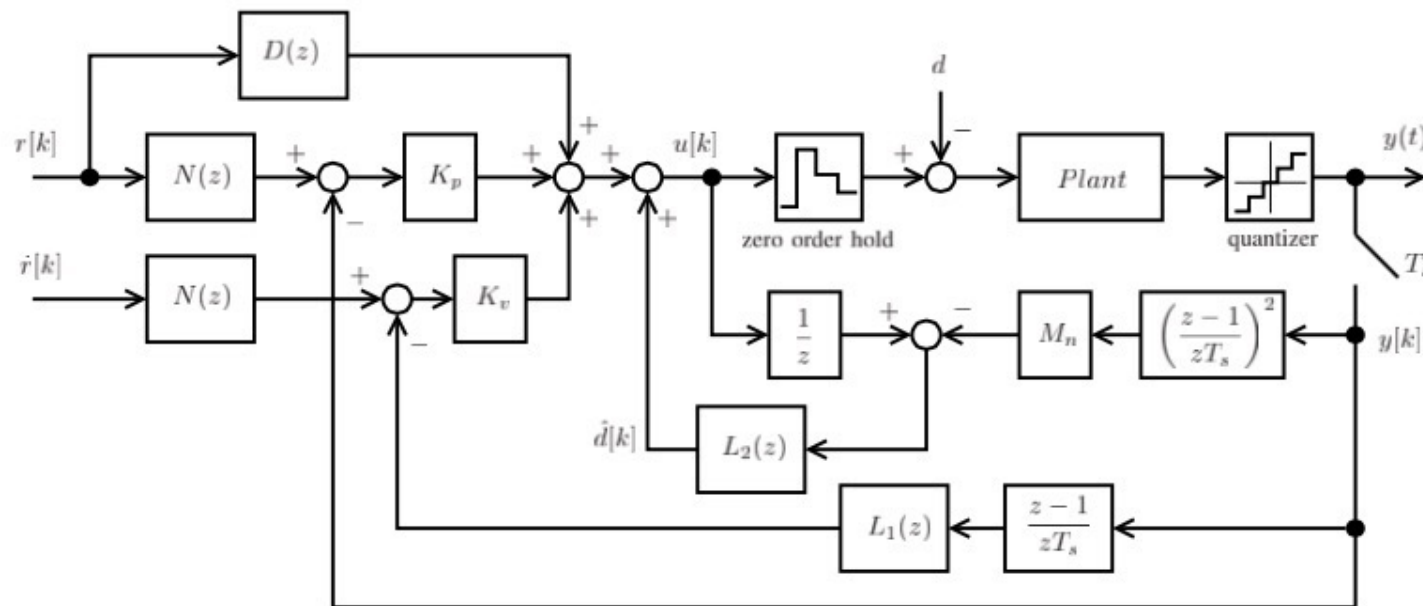 D(z)
d
r[k]
+
N(z)
+
−
K_p
+
+
+
+
u[k]
+
−
Plant
y(t)
zero order hold
quantizer
ṙ[k]
N(z)
+
−
K_v
1/z
+
−
M_n
((z − 1)/(zT_s))^2
y[k]
d̂[k]
L_2(z)
L_1(z)
(z − 1)/(zT_s)